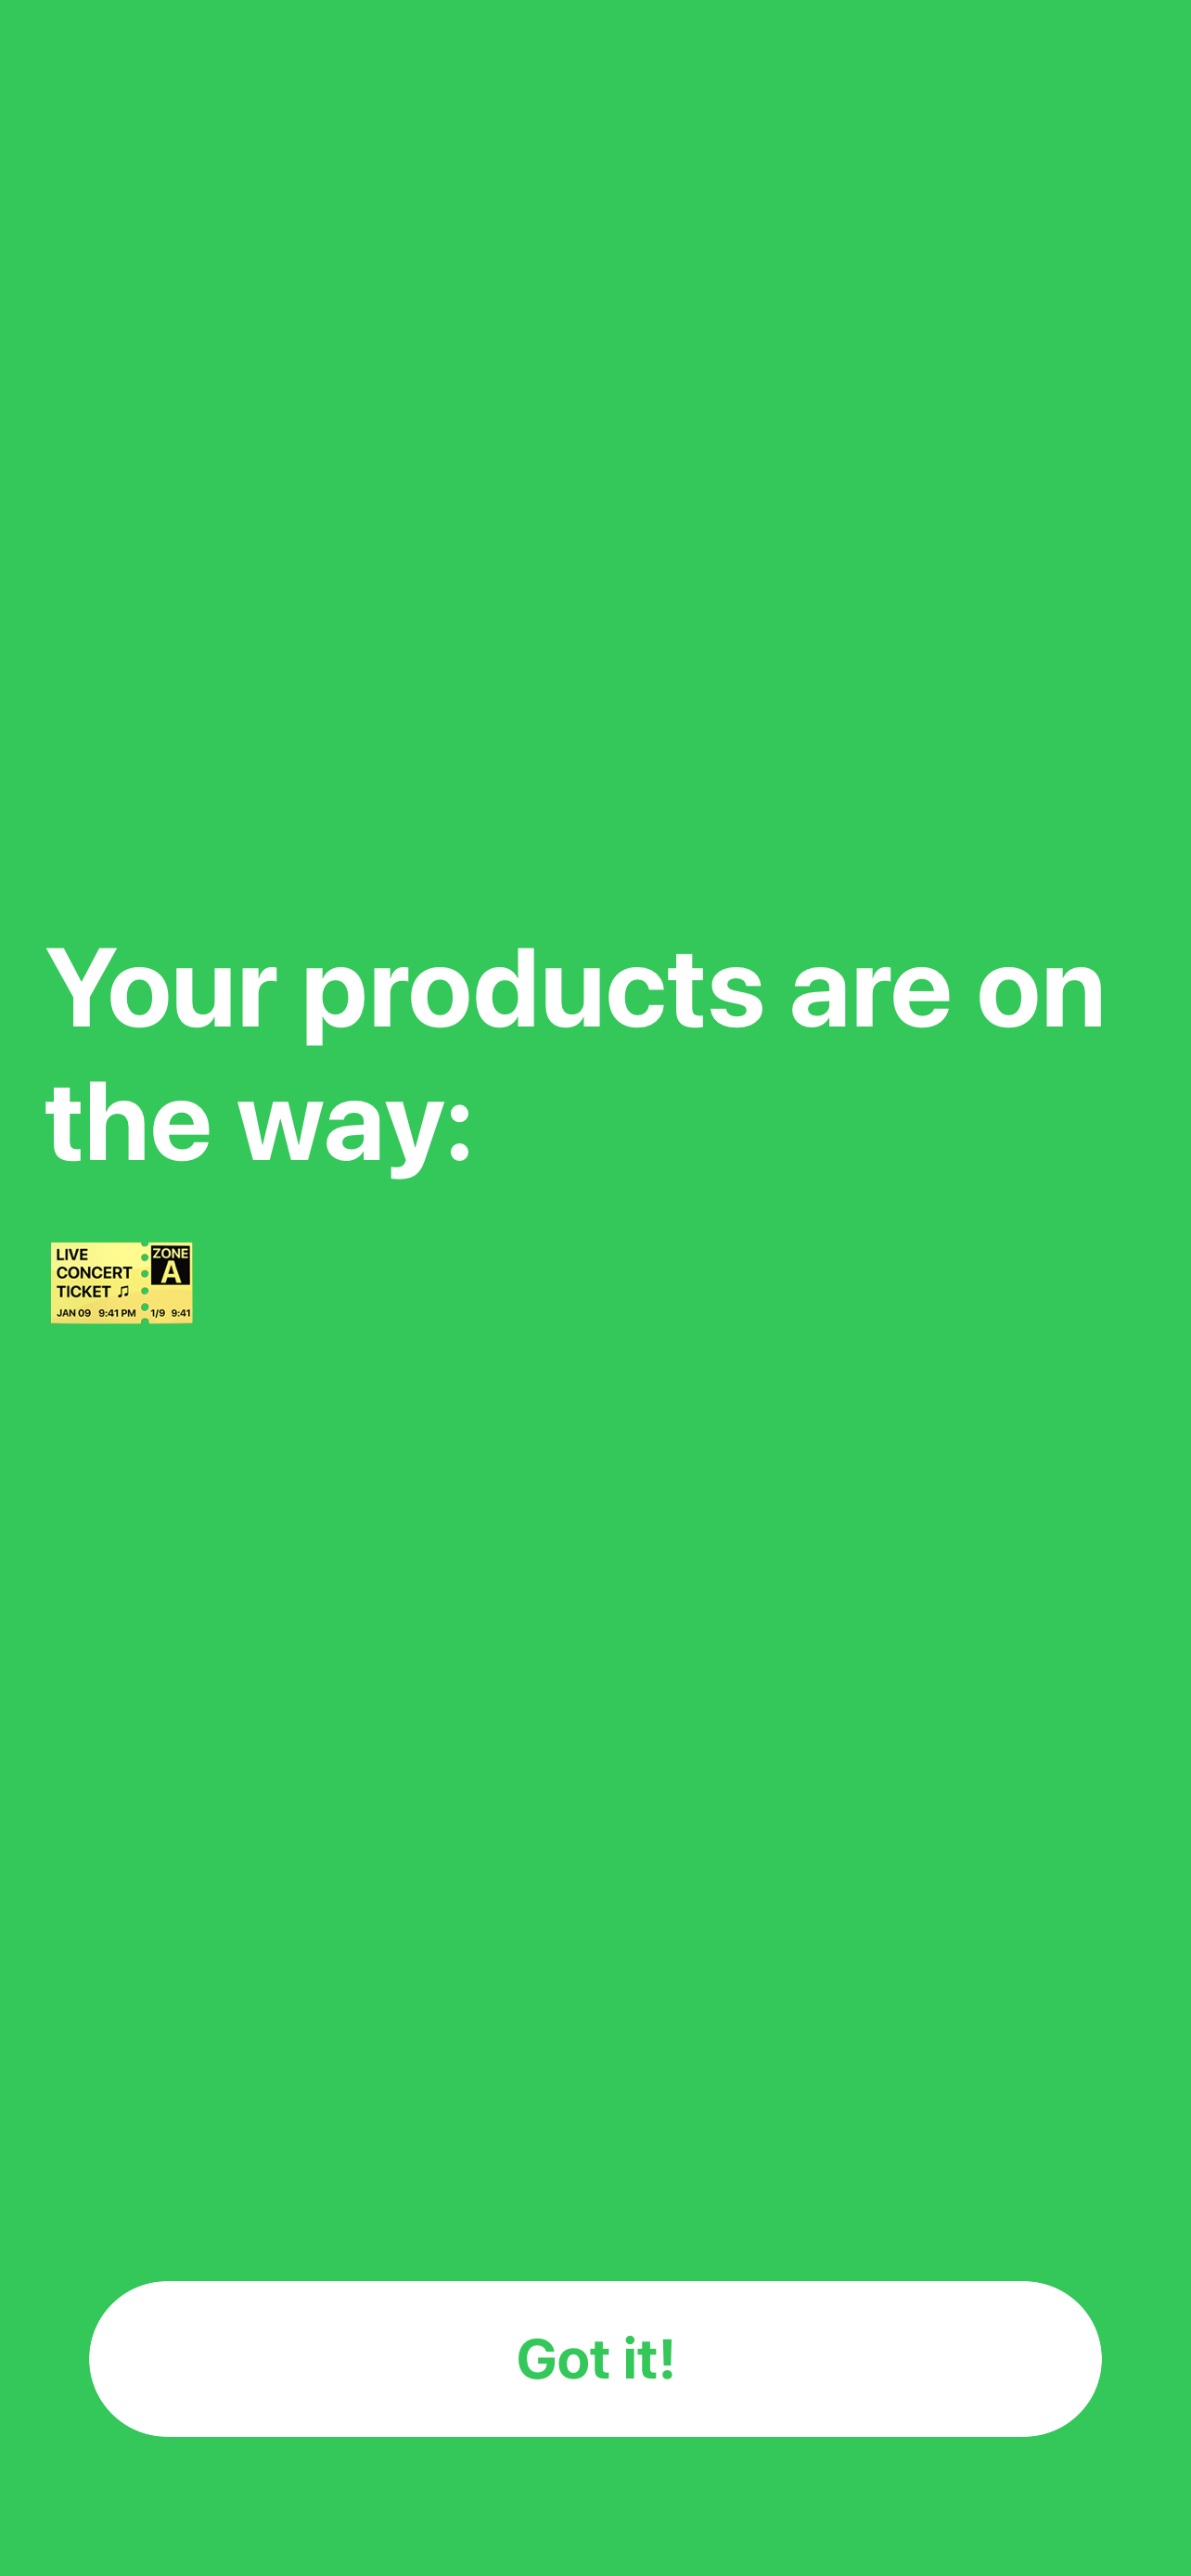 Your products are on
the way:
LIVE
CONCERT
TICKET ♫
JAN 09 9:41 PM
ZONE
A
1/9 9:41
Got it!